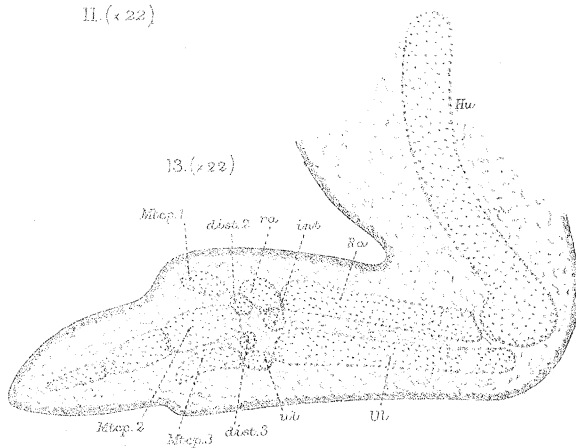 11.(×22)
Hu
13.(×22)
Mtcp.1
dist.2
ra
int
Ra
Mtcp.2
Mtcp.3
dist.3
Ul